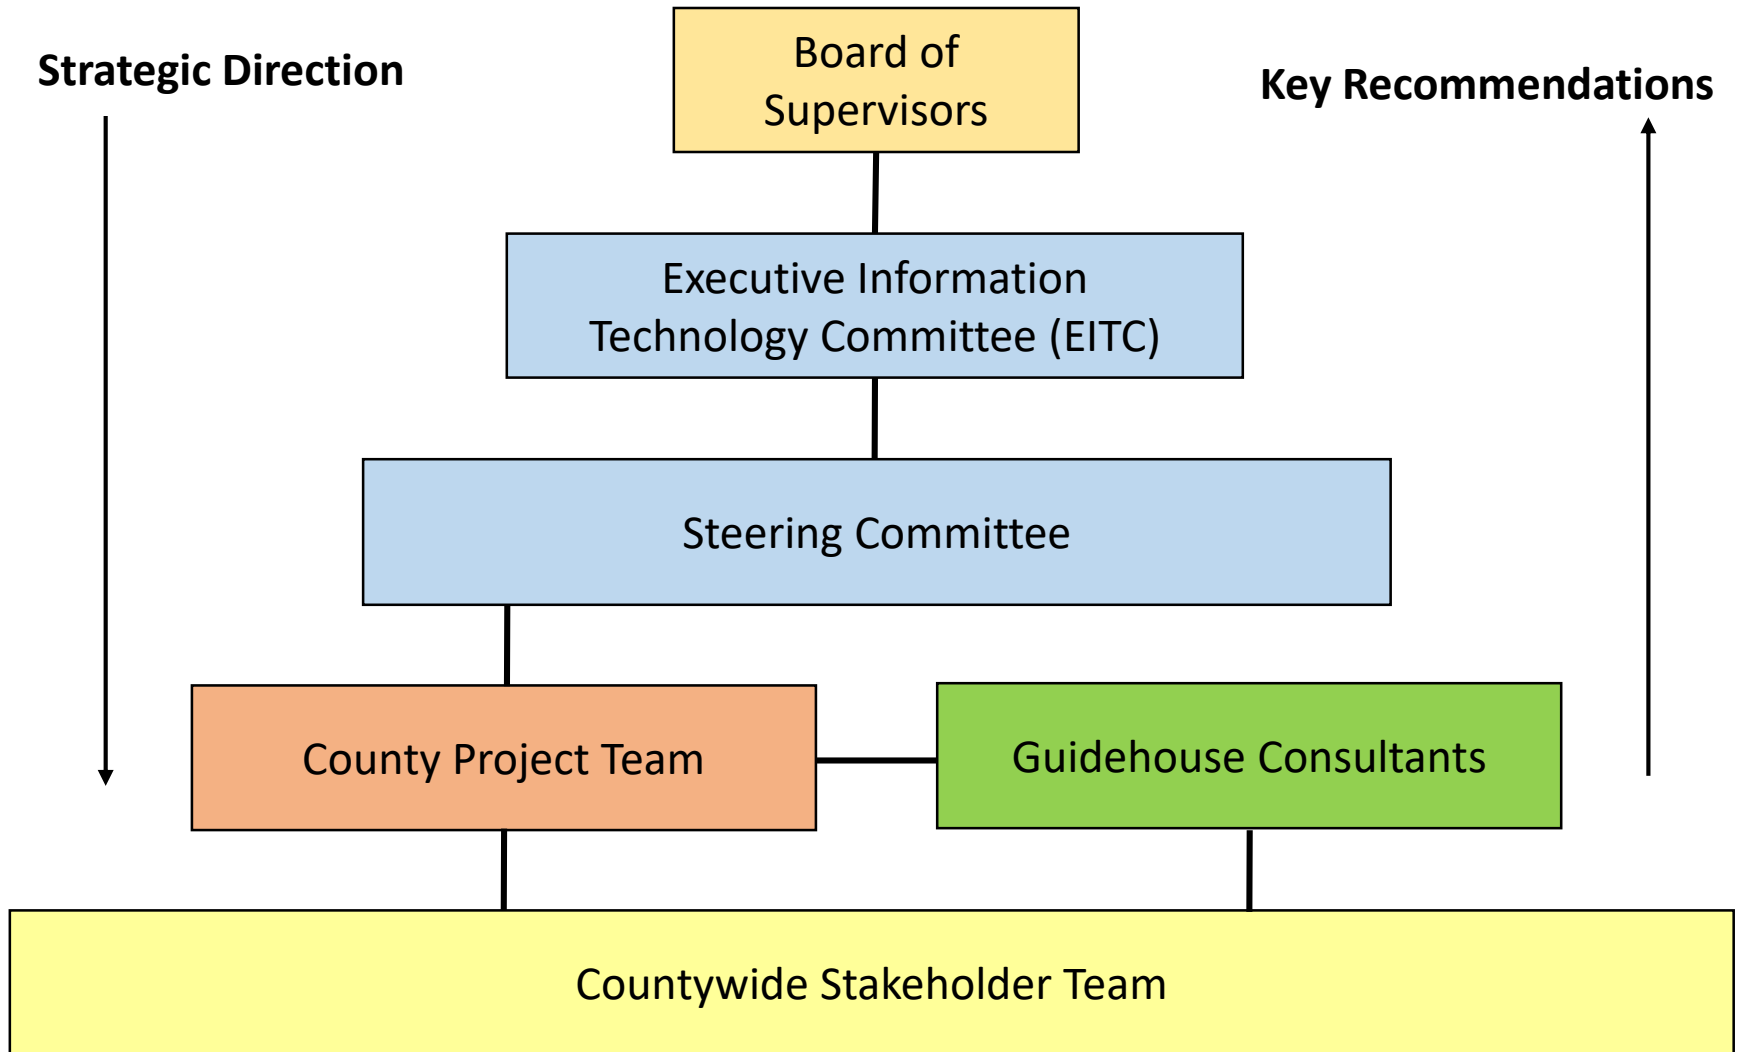 Strategic Direction
Board of
Supervisors
Key Recommendations
Executive Information
Technology Committee (EITC)
Steering Committee
County Project Team
Guidehouse Consultants
Countywide Stakeholder Team